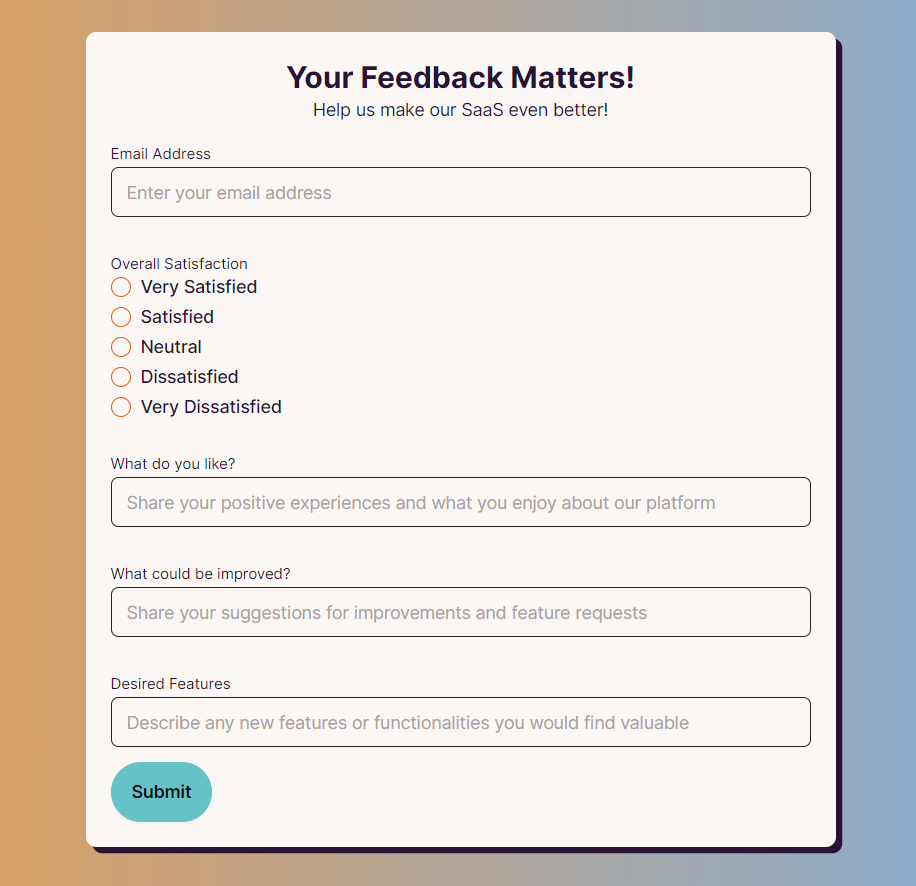 Your Feedback Matters!
Help us make our SaaS even better!
Email Address
Enter your email address
Overall Satisfaction
Very Satisfied
Satisfied
Neutral
Dissatisfied
Very Dissatisfied
What do you like?
Share your positive experiences and what you enjoy about our platform
What could be improved?
Share your suggestions for improvements and feature requests
Desired Features
Describe any new features or functionalities you would find valuable
Submit